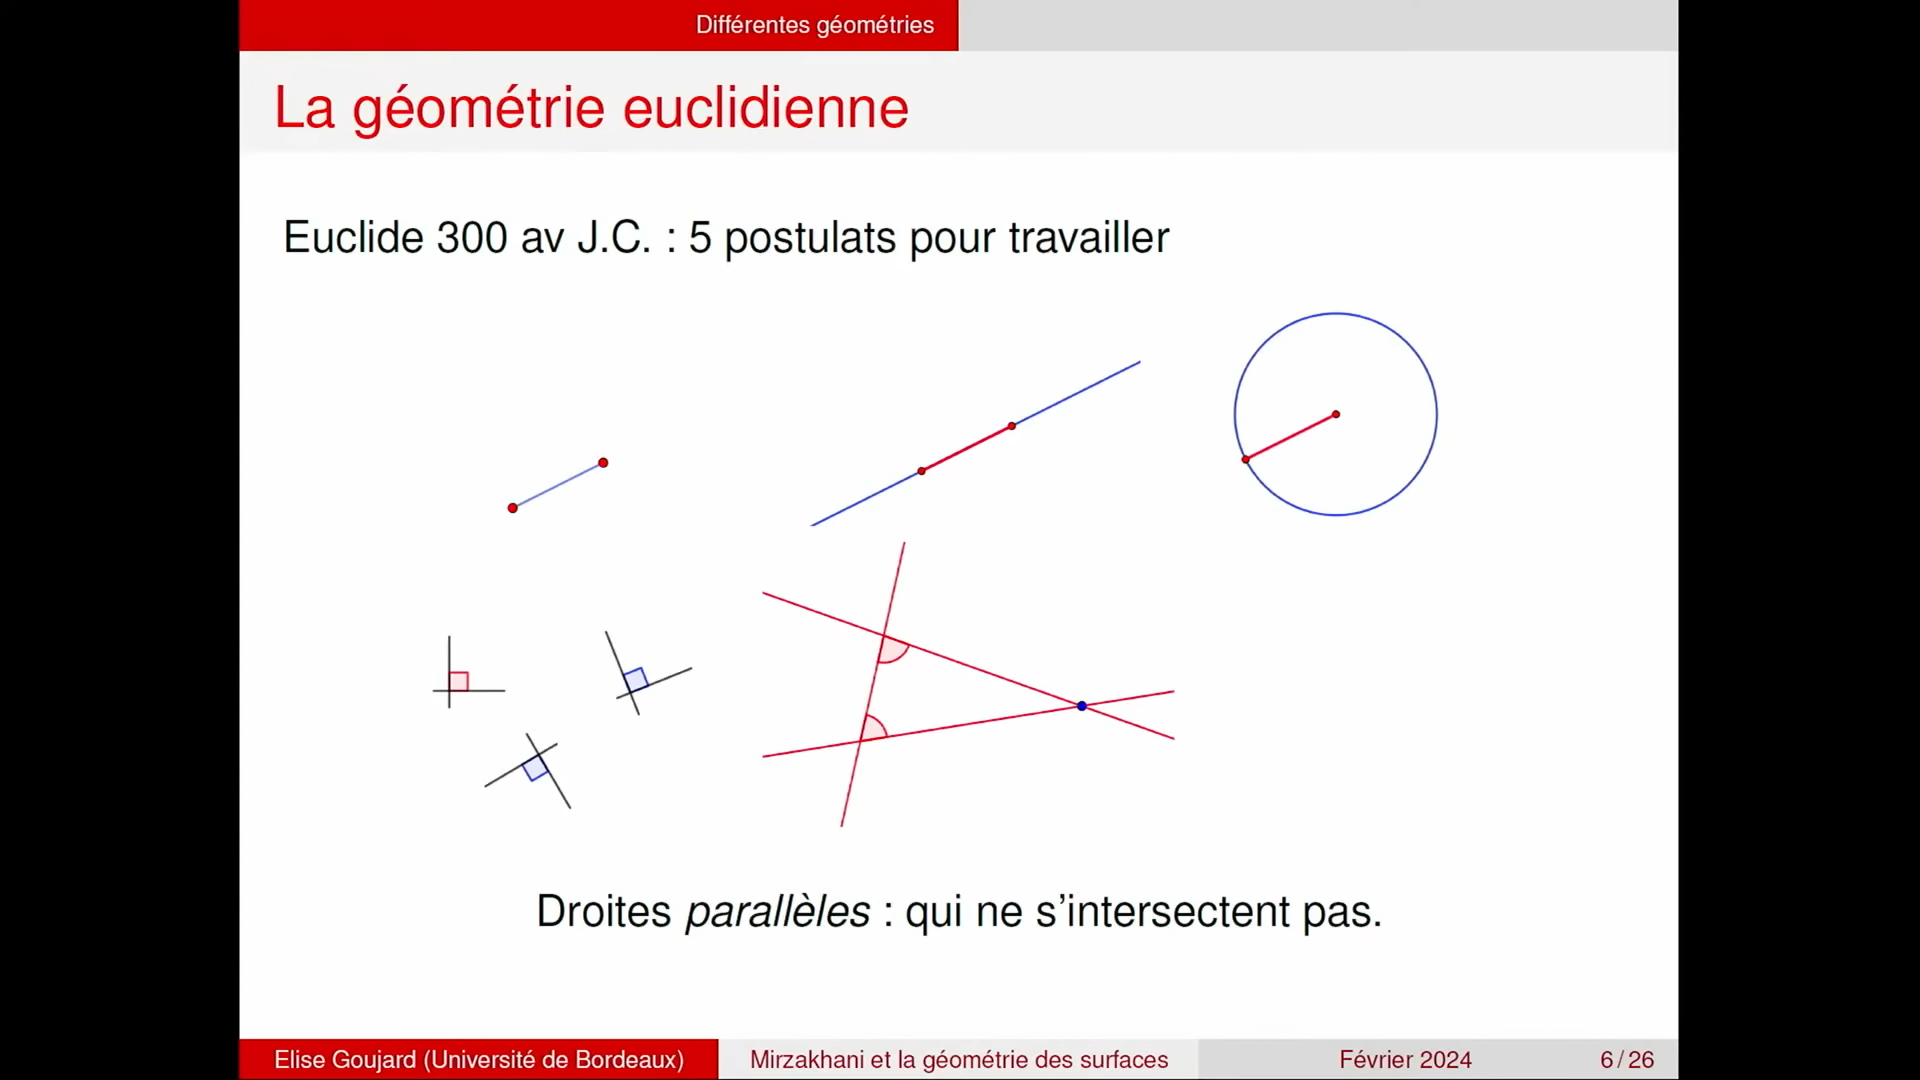 Différentes géométries
La géométrie euclidienne
Euclide 300 av J.C. : 5 postulats pour travailler
Droites parallèles : qui ne s'intersectent pas.
Elise Goujard (Université de Bordeaux)
Mirzakhani et la géométrie des surfaces
Février 2024
6 / 26